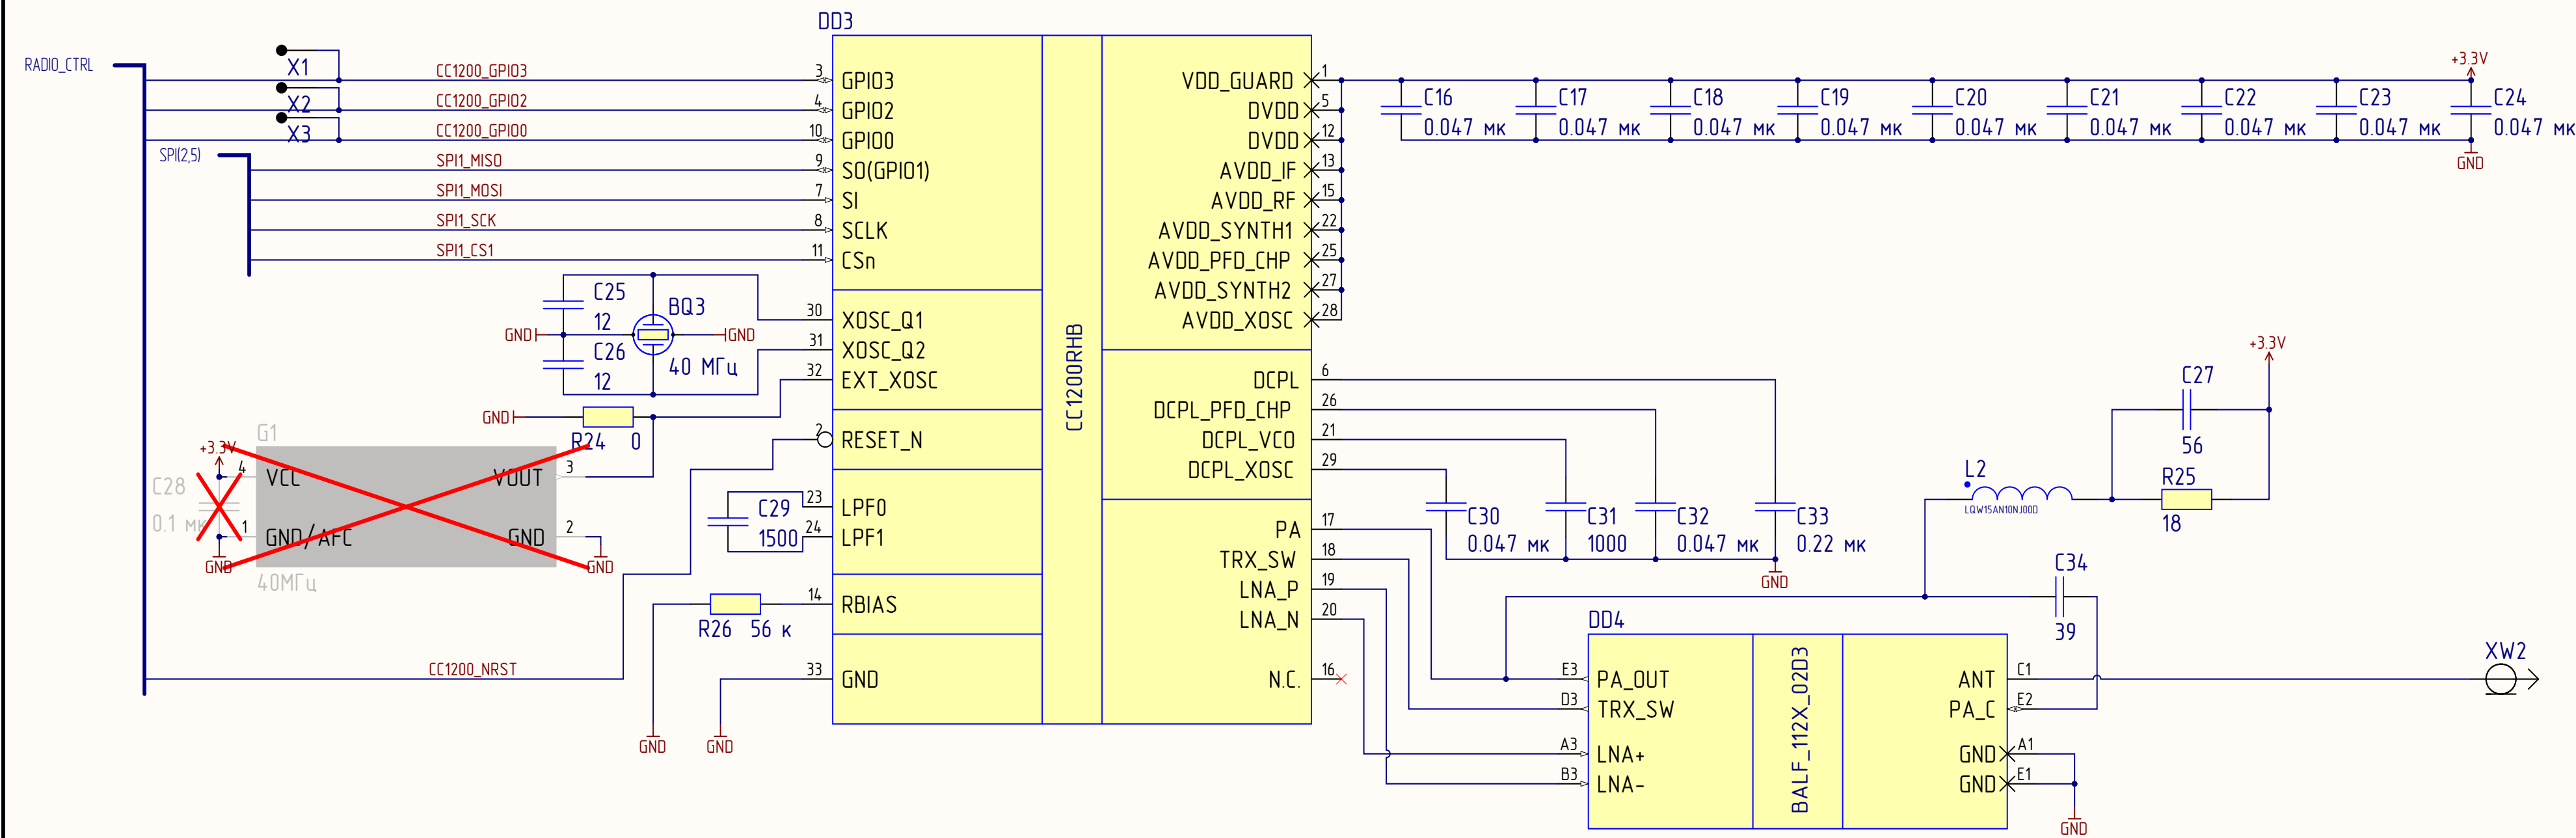 DD3
RADIO_CTRL
X1
X2
X3
CC1200_GPIO3
CC1200_GPIO2
CC1200_GPIO0
SPI(2,5)
SPI1_MISO
SPI1_MOSI
SPI1_SCK
SPI1_CS1
3 GPIO3
4 GPIO2
10 GPIO0
9 SO(GPIO1)
7 SI
8 SCLK
11 CSn
30 XOSC_Q1
31 XOSC_Q2
32 EXT_XOSC
2 RESET_N
23 LPF0
24 LPF1
14 RBIAS
33 GND
CC1200RHB
VDD_GUARD 1
DVDD 5
DVDD 12
AVDD_IF 13
AVDD_RF 15
AVDD_SYNTH1 22
AVDD_PFD_CHP 25
AVDD_SYNTH2 27
AVDD_XOSC 28
DCPL 6
DCPL_PFD_CHP 26
DCPL_VCO 21
DCPL_XOSC 29
PA 17
TRX_SW 18
LNA_P 19
LNA_N 20
N.C. 16
C16
0.047 мк
C17
0.047 мк
C18
0.047 мк
C19
0.047 мк
C20
0.047 мк
C21
0.047 мк
C22
0.047 мк
C23
0.047 мк
+3.3V
C24
0.047 мк
GND
C25
12
C26
12
GND
BQ3
GND
40 МГц
GND
R24 0
G1
+3.3V
C28
0.1 мк
GND
4 VCC
1 GND/AFC
VOUT 3
GND 2
GND
40МГц
C29
1500
R26 56 к
CC1200_NRST
GND
GND
C30
0.047 мк
C31
1000
C32
0.047 мк
C33
0.22 мк
GND
+3.3V
C27
56
L2
LQW15AN10NJ00D
R25
18
C34
39
DD4
E3 PA_OUT
D3 TRX_SW
A3 LNA+
B3 LNA-
BALF_112X_02D3
ANT C1
PA_C E2
GND A1
GND E1
GND
XW2